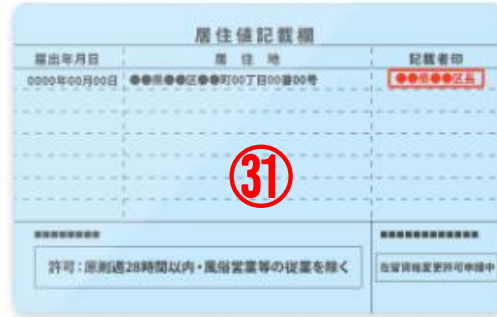 居住値記載欄
届出年月日 居住地 記載者印
0000年00月00日 ●●県●●区●●町00丁目00番00号 ●●県●●区長
㉛
■■■■■■■■ ■■■■■■■■■■■■
許可：原則週28時間以内・風俗営業等の従業を除く
在留資格変更許可申請中